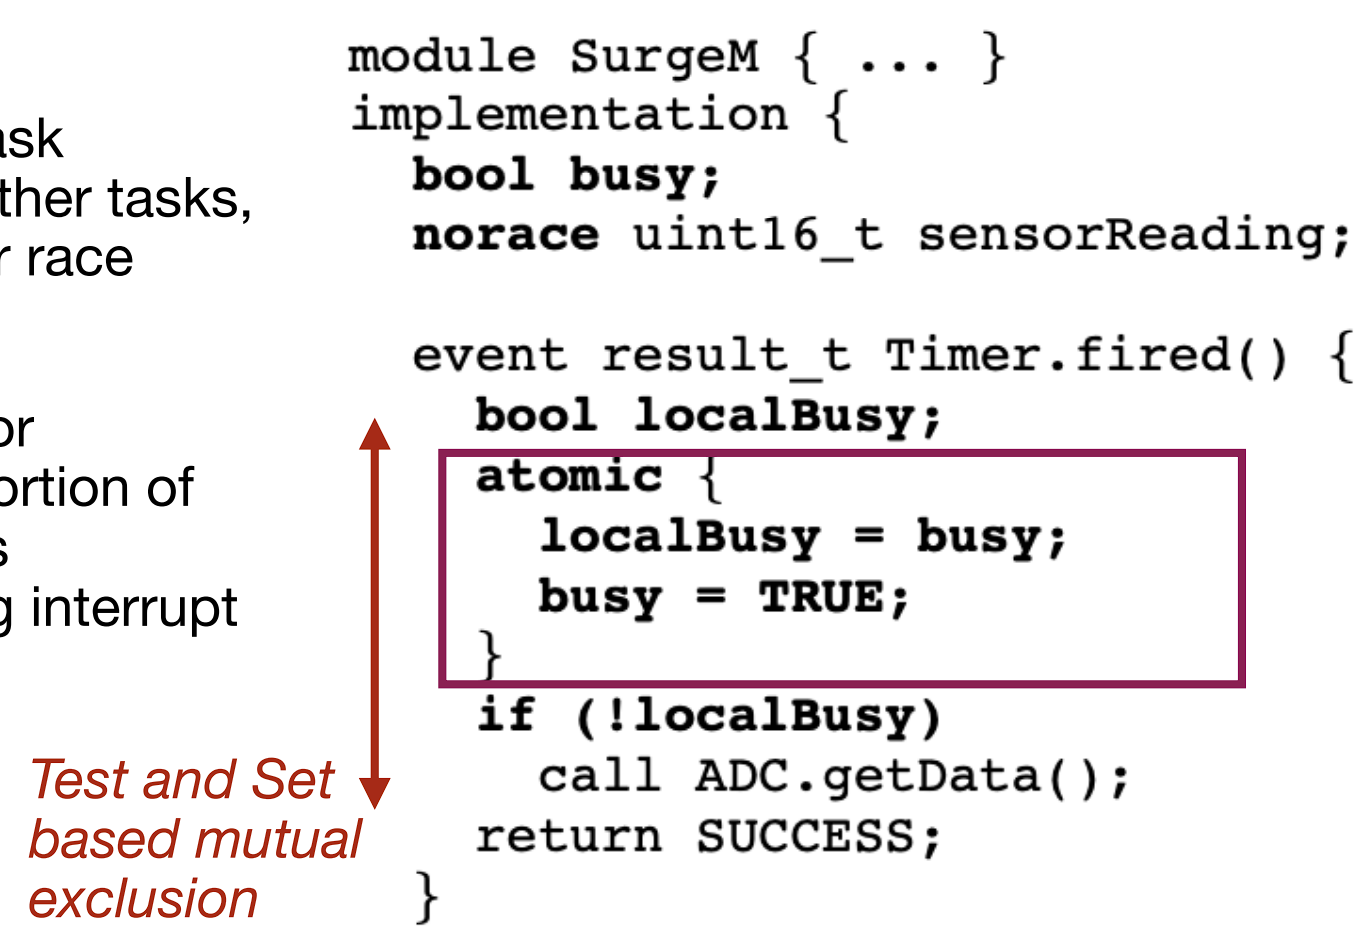 ask
ther tasks,
r race
or
ortion of
s
g interrupt
Test and Set
based mutual
exclusion
module SurgeM { ... }
implementation {
bool busy;
norace uint16_t sensorReading;
event result_t Timer.fired() {
bool localBusy;
atomic {
localBusy = busy;
busy = TRUE;
}
if (!localBusy)
call ADC.getData();
return SUCCESS;
}